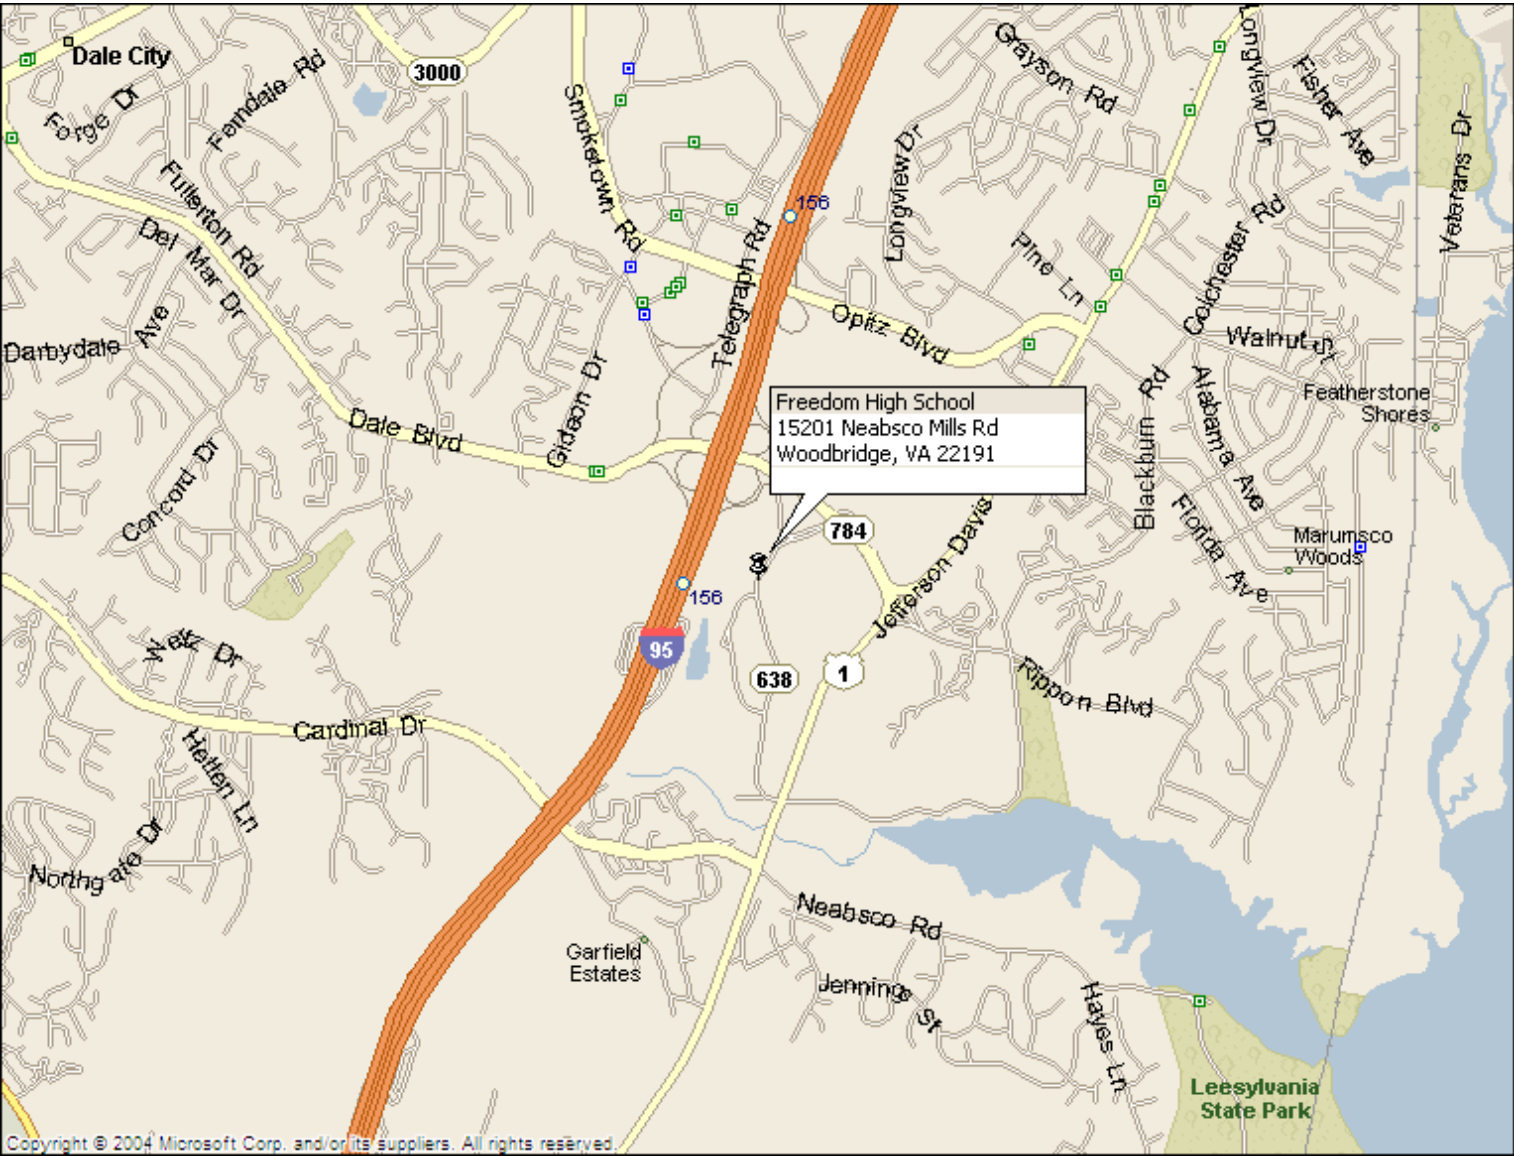 Dale City
3000
Forge Dr
Ferndale Rd
Smoketown Rd
Grayson Rd
Longview Dr
Fisher Ave
Veterans Dr
Longview Dr
Fullerton Rd
Del Mar Dr
156
Telegraph Rd
Pine Ln
Colchester Rd
Darbydale Ave
Opitz Blvd
Walnut St
Gideon Dr
Dale Blvd
Concord Dr
Freedom High School
15201 Neabsco Mills Rd
Woodbridge, VA 22191
Blackburn Rd
Alabama Ave
Featherstone
Shores
Florida Ave
Marumsco
Woods
784
Jefferson Davis
156
95
638
1
Rippon Blvd
Weltz Dr
Cardinal Dr
Hetten Ln
Northgate Dr
Neabsco Rd
Garfield
Estates
Jennings St
Hayes Ln
Leesylvania
State Park
Copyright © 2004 Microsoft Corp. and/or its suppliers. All rights reserved.